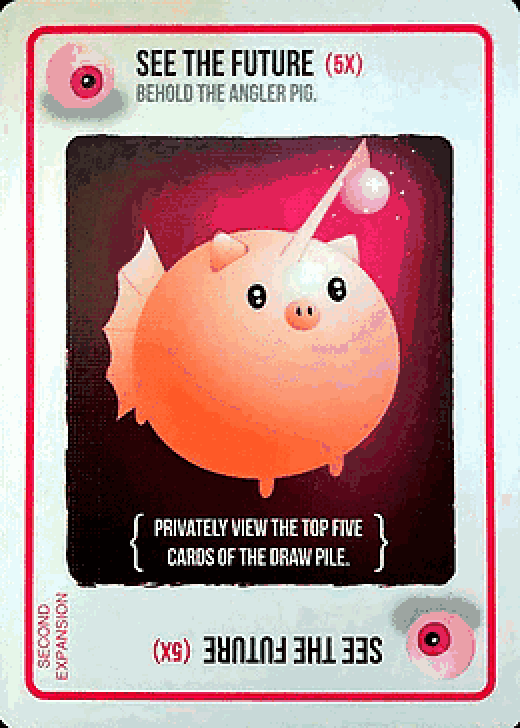 SEE THE FUTURE (5X)
BEHOLD THE ANGLER PIG.
{ PRIVATELY VIEW THE TOP FIVE
CARDS OF THE DRAW PILE. }
SECOND
EXPANSION
SEE THE FUTURE (5X)